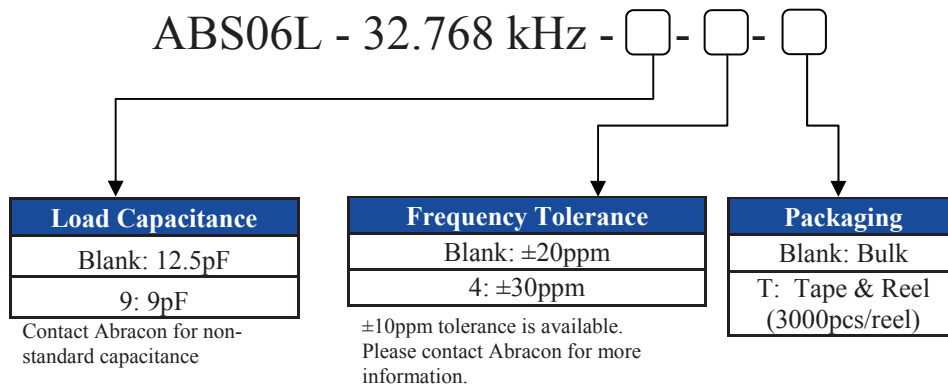 ABS06L - 32.768 kHz - - -
Load Capacitance
Blank: 12.5pF
9: 9pF
Contact Abracon for non-
standard capacitance
Frequency Tolerance
Blank: ±20ppm
4: ±30ppm
±10ppm tolerance is available.
Please contact Abracon for more
information.
Packaging
Blank: Bulk
T: Tape & Reel
(3000pcs/reel)